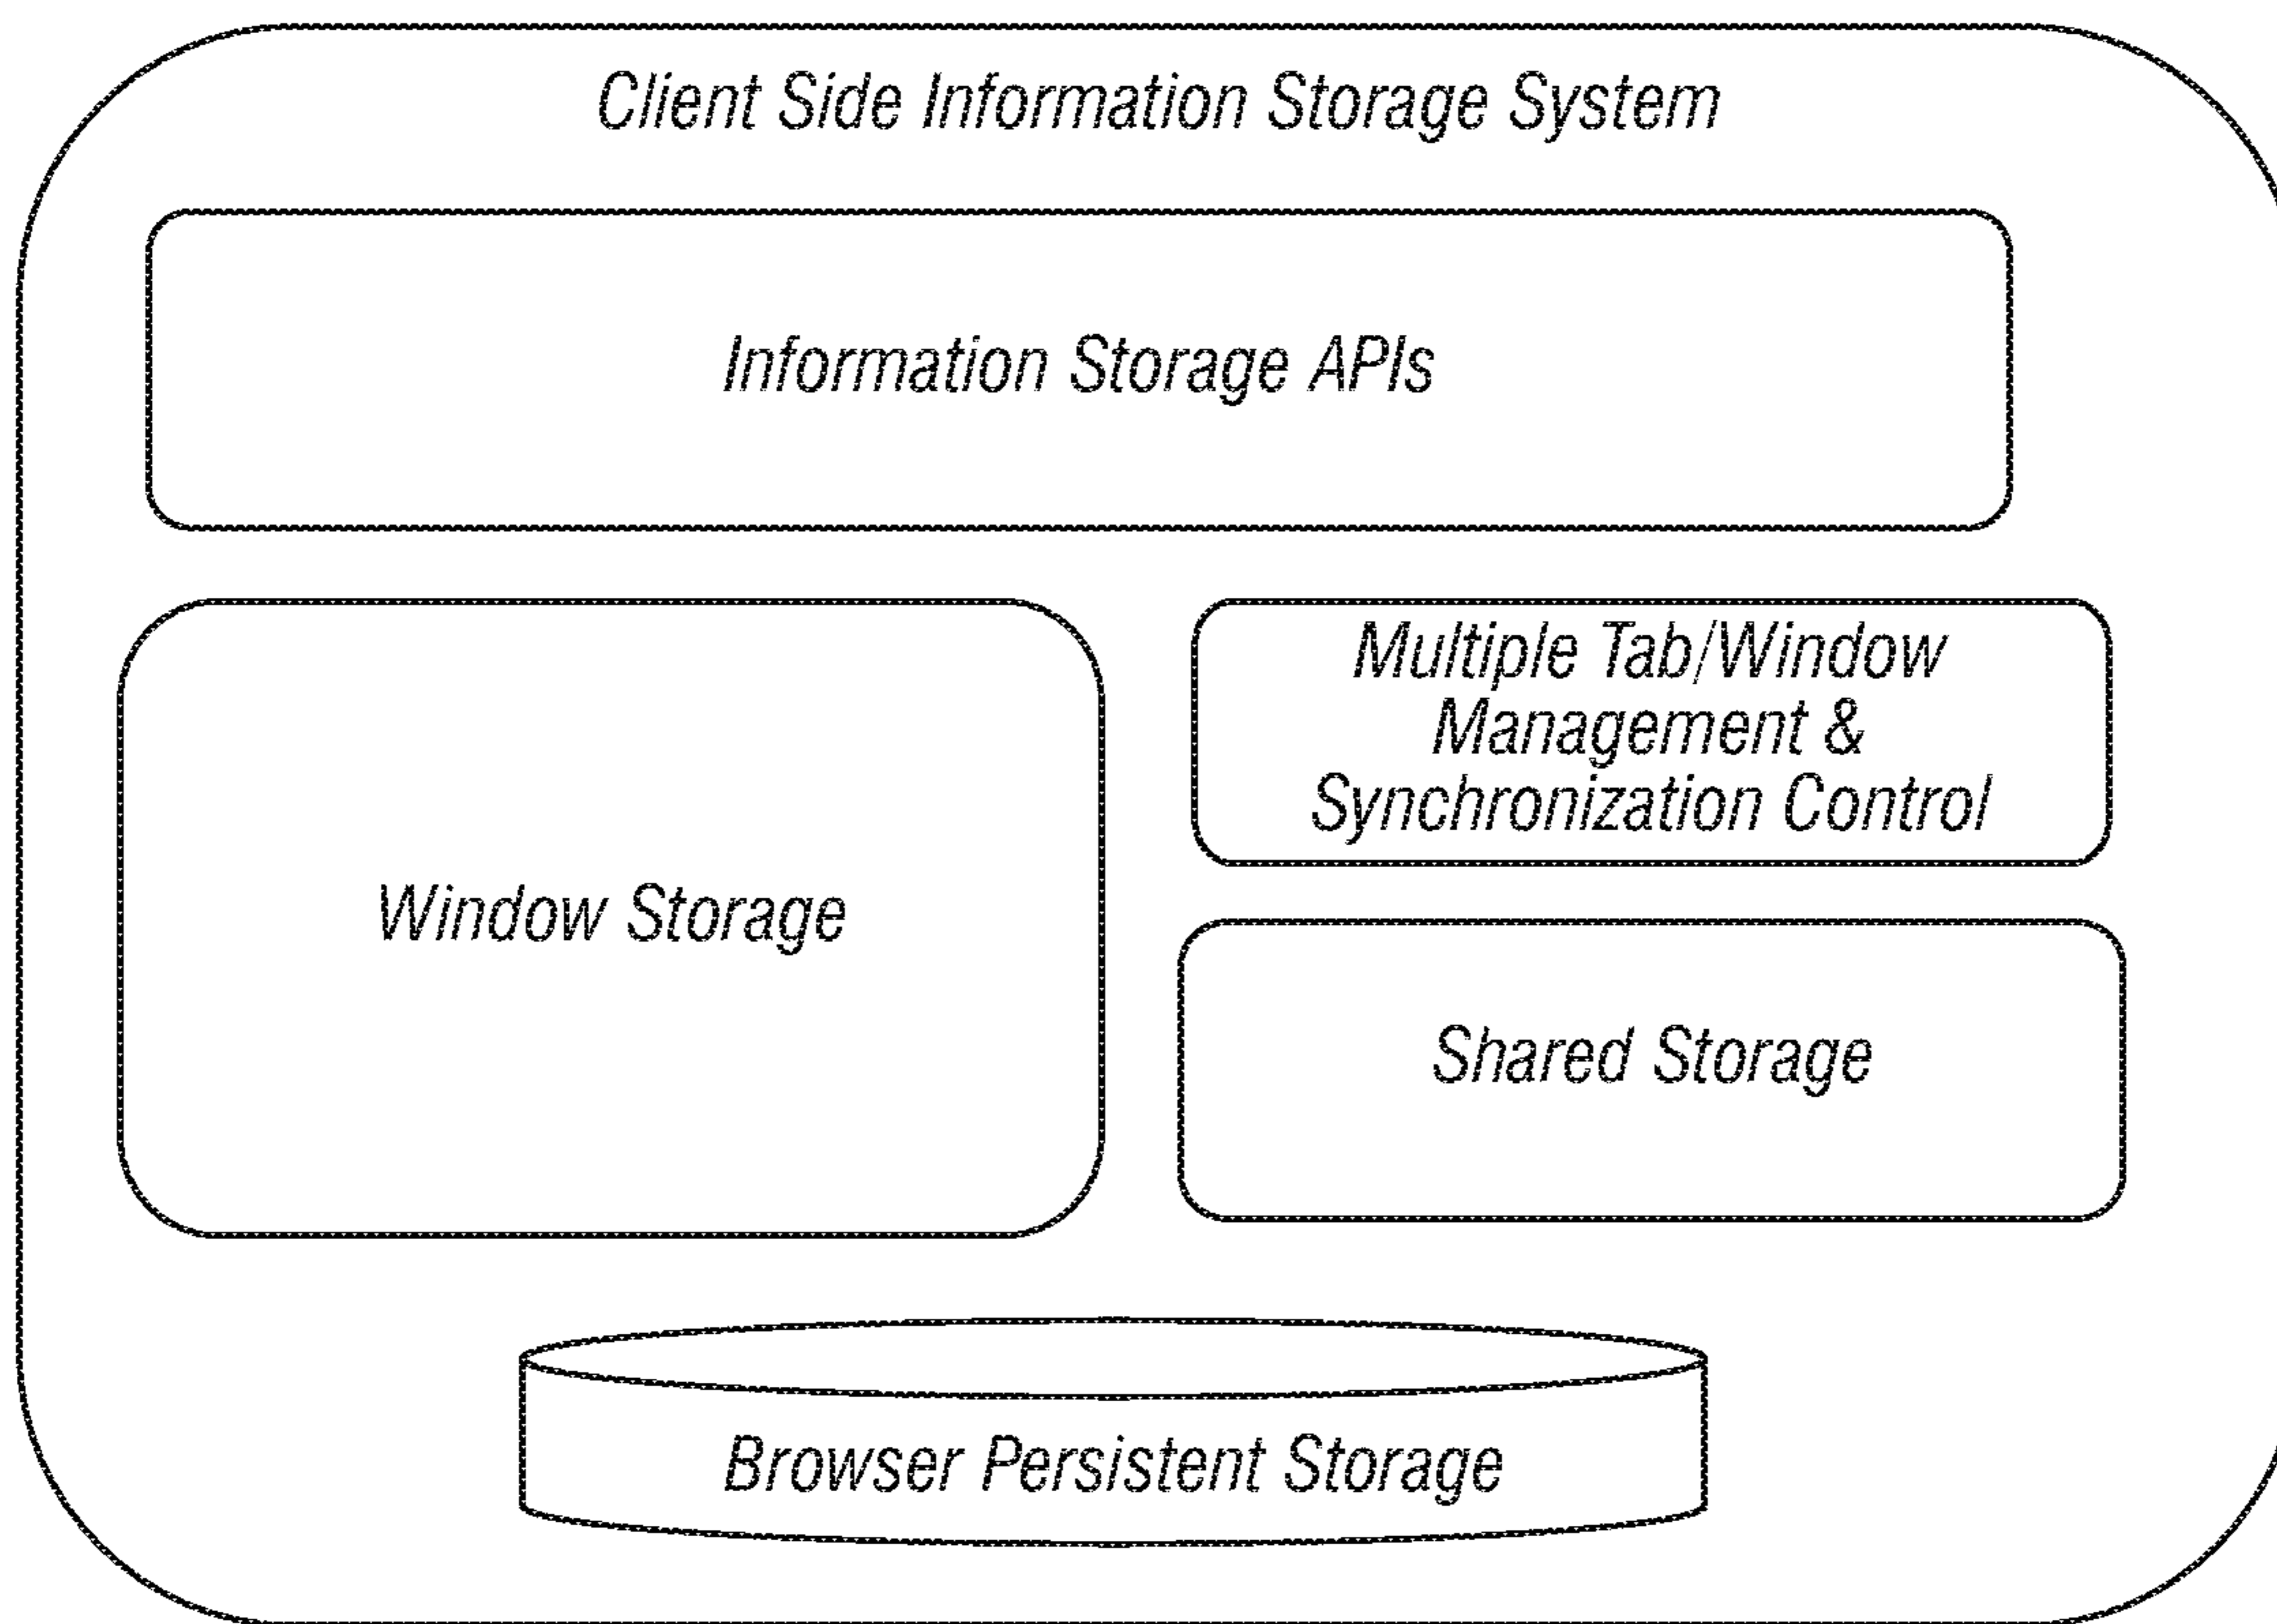 Client Side Information Storage System
Information Storage APIs
Multiple Tab/Window
Management &
Synchronization Control
Window Storage
Shared Storage
Browser Persistent Storage